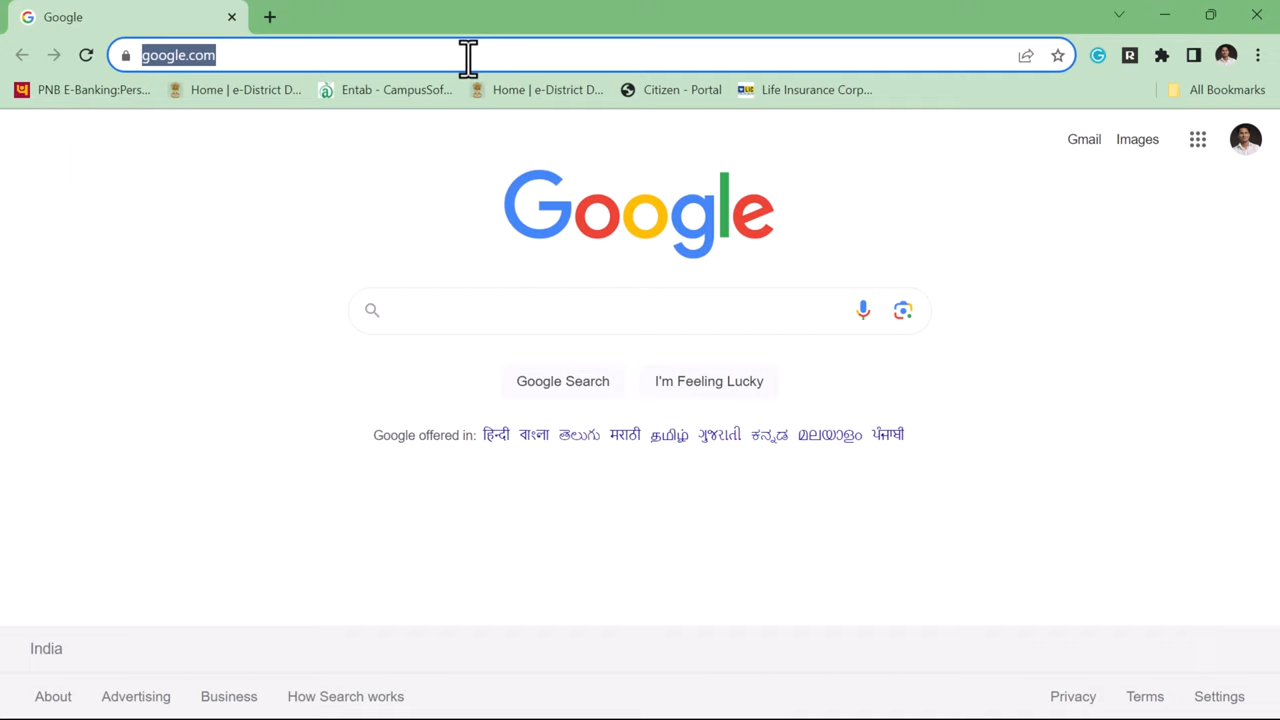 Google
google.com
PNB E-Banking:Pers... Home | e-District D... Entab - CampusSof... Home | e-District D... Citizen - Portal LIC Life Insurance Corp... All Bookmarks
Gmail Images
Google
Google Search I'm Feeling Lucky
Google offered in: हिन्दी বাংলা తెలుగు मराठी தமிழ் ગુજરાતી ಕನ್ನಡ മലയാളം ਪੰਜਾਬੀ
India
About Advertising Business How Search works Privacy Terms Settings